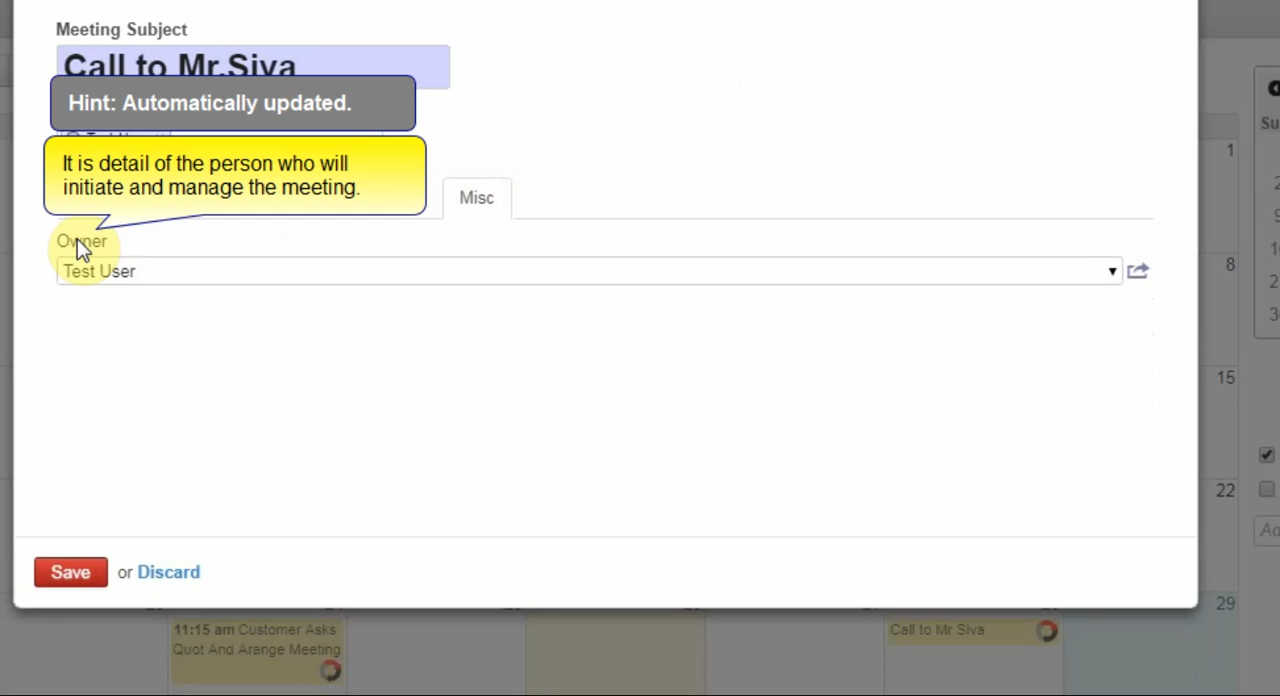 Meeting Subject
Call to Mr.Siva
Hint: Automatically updated.
It is detail of the person who will
initiate and manage the meeting.
Misc
Owner
Test User
Save or Discard
1
8
15
22
29
Su
11:15 am Customer Asks
Quot And Arange Meeting
Call to Mr Siva